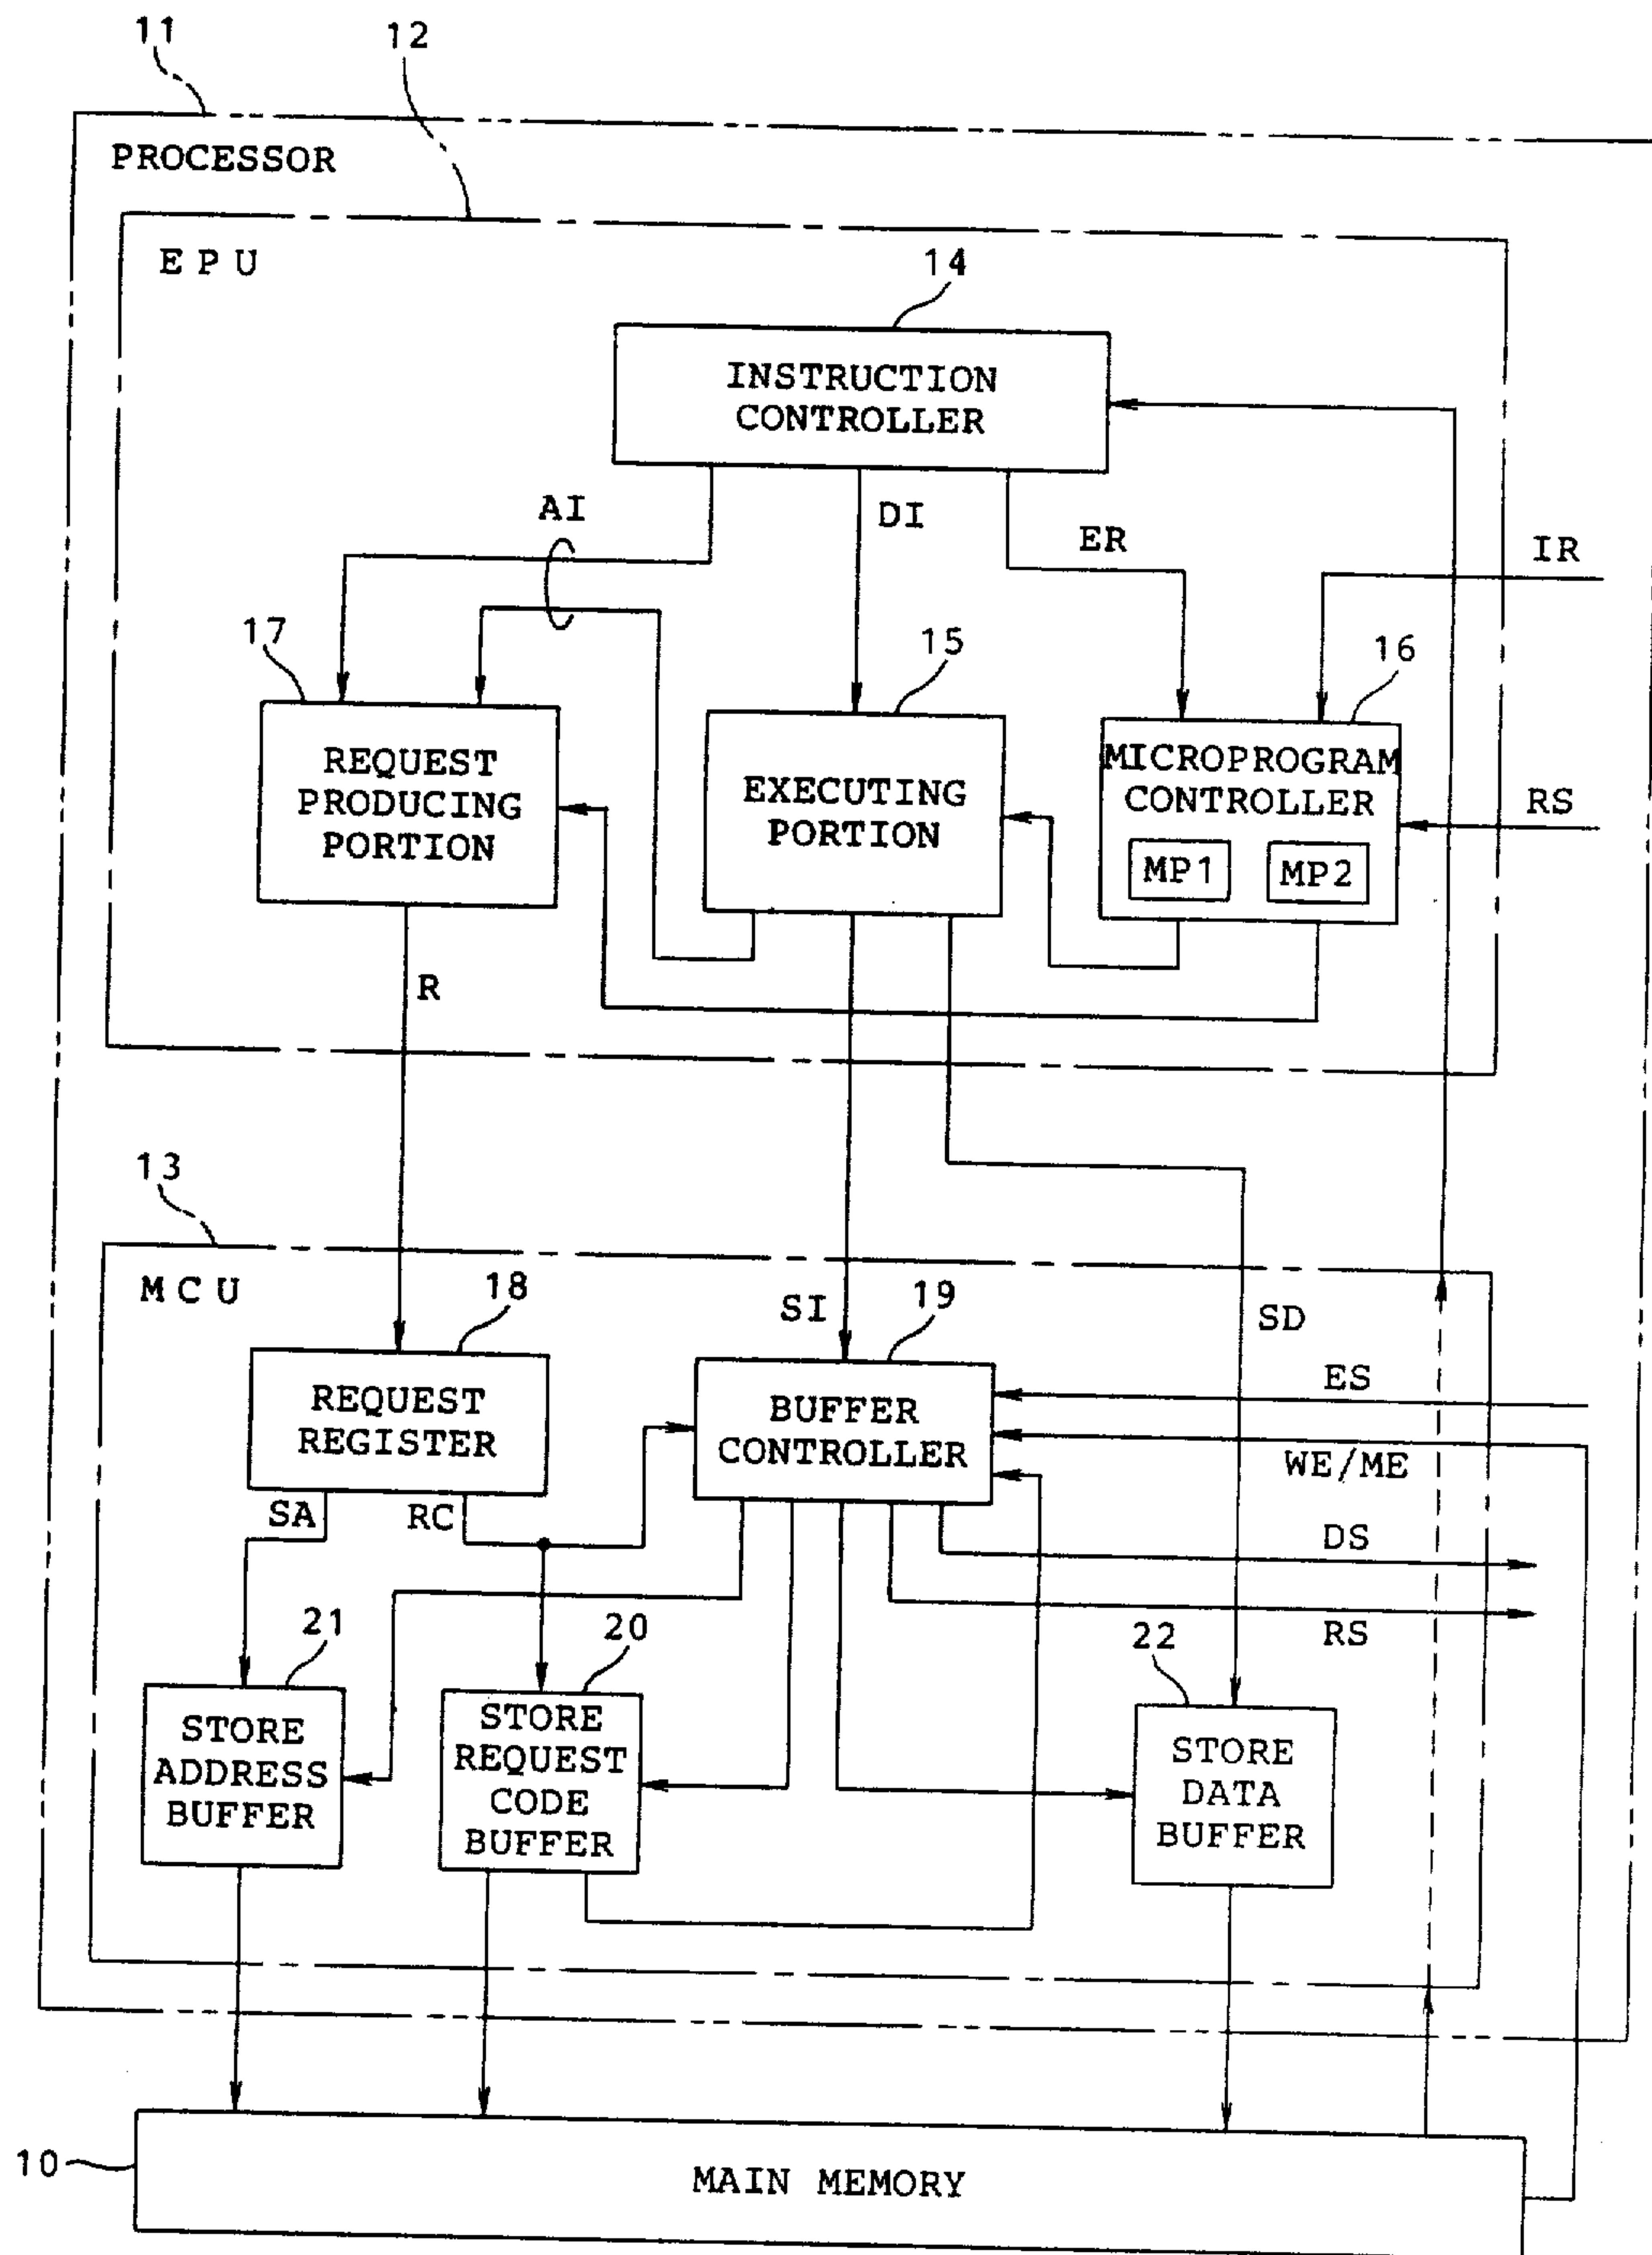 11
12
PROCESSOR
EPU
14
INSTRUCTION
CONTROLLER
AI
DI
ER
IR
17
15
16
REQUEST
PRODUCING
PORTION
EXECUTING
PORTION
MICROPROGRAM
CONTROLLER
MP1
MP2
RS
R
13
MCU
18
SI
19
SD
REQUEST
REGISTER
BUFFER
CONTROLLER
ES
WE/ME
SA
RC
DS
RS
21
20
22
STORE
ADDRESS
BUFFER
STORE
REQUEST
CODE
BUFFER
STORE
DATA
BUFFER
10
MAIN MEMORY